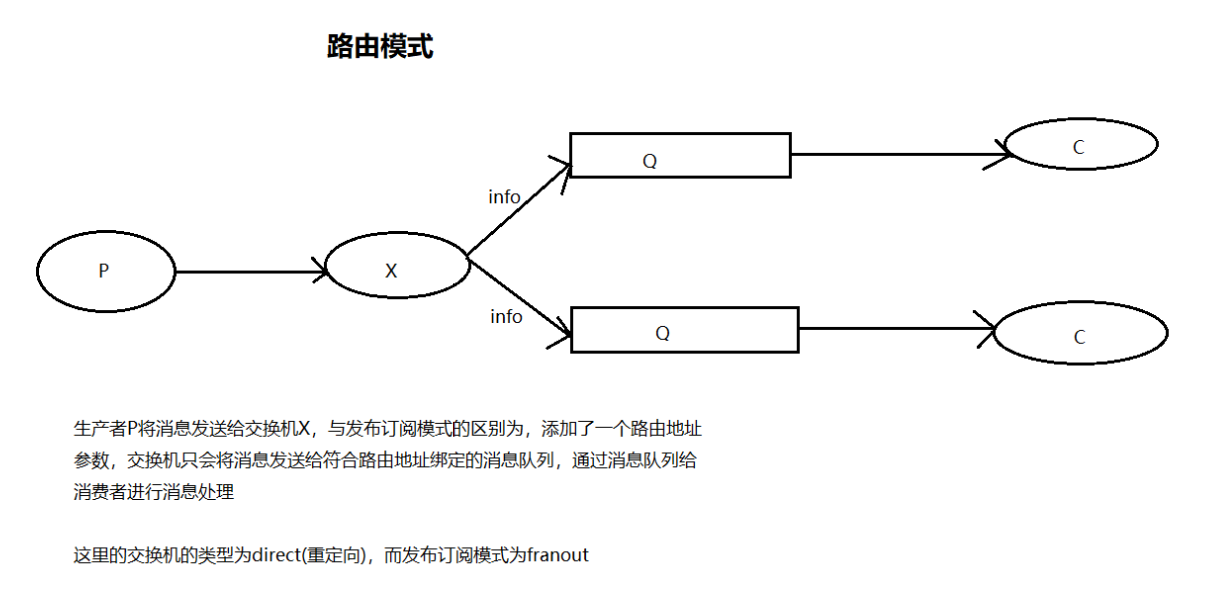 路由模式
Q
C
info
P
X
info
Q
C
生产者P将消息发送给交换机X，与发布订阅模式的区别为，添加了一个路由地址
参数，交换机只会将消息发送给符合路由地址绑定的消息队列，通过消息队列给
消费者进行消息处理
这里的交换机的类型为direct(重定向)，而发布订阅模式为franout